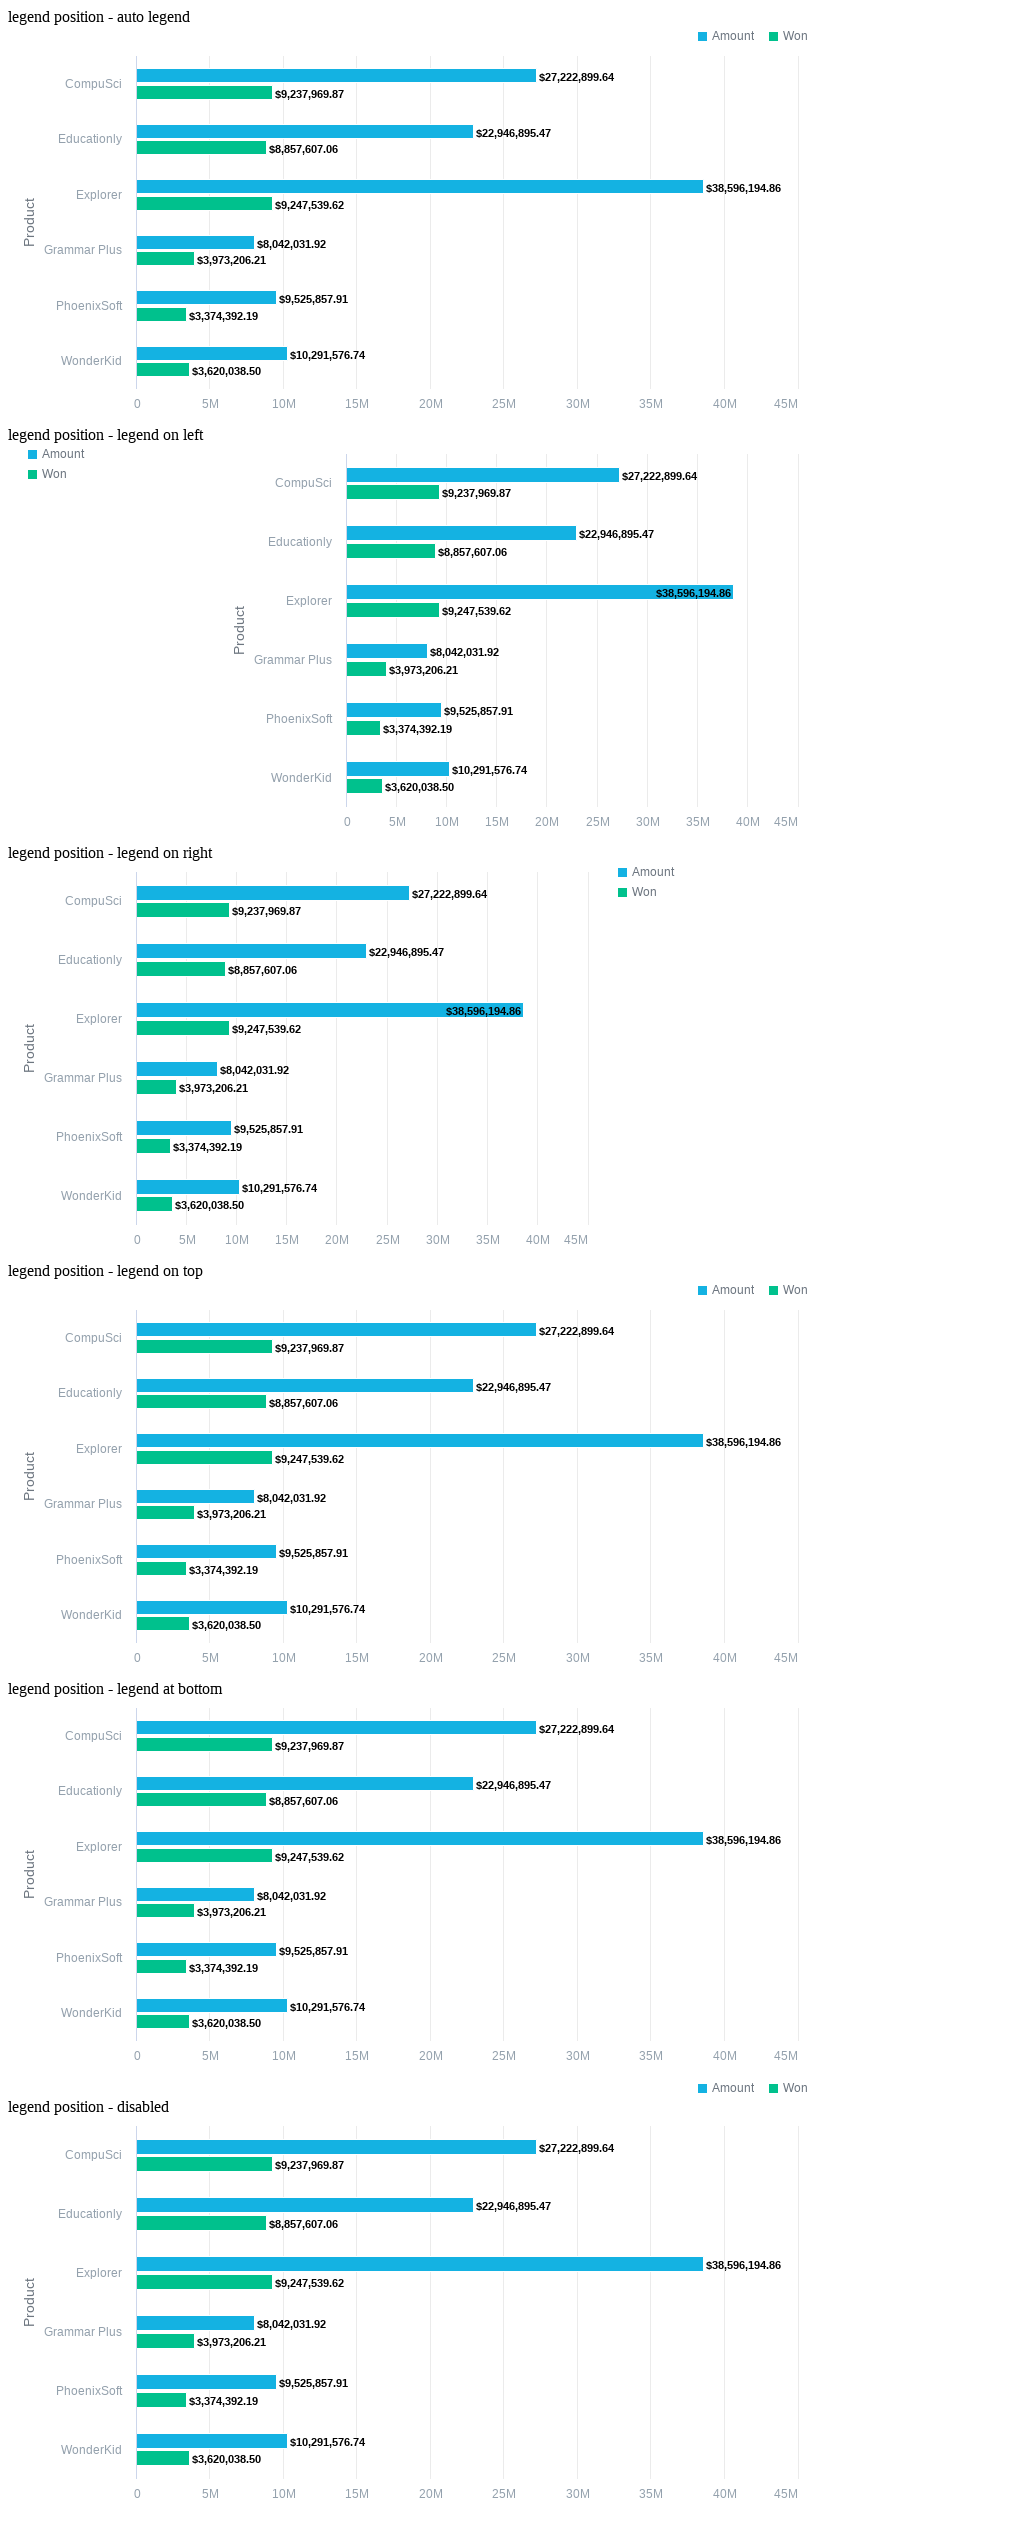 legend position - auto legend
Amount Won
CompuSci
$27,222,899.64
$9,237,969.87
Educationly
$22,946,895.47
$8,857,607.06
Explorer
$38,596,194.86
$9,247,539.62
Product
Grammar Plus
$8,042,031.92
$3,973,206.21
PhoenixSoft
$9,525,857.91
$3,374,392.19
WonderKid
$10,291,576.74
$3,620,038.50
0 5M 10M 15M 20M 25M 30M 35M 40M 45M
legend position - legend on left
Amount
Won
CompuSci
$27,222,899.64
$9,237,969.87
Educationly
$22,946,895.47
$8,857,607.06
Explorer
$38,596,194.86
$9,247,539.62
Product
Grammar Plus
$8,042,031.92
$3,973,206.21
PhoenixSoft
$9,525,857.91
$3,374,392.19
WonderKid
$10,291,576.74
$3,620,038.50
0 5M 10M 15M 20M 25M 30M 35M 40M 45M
legend position - legend on right
Amount
Won
CompuSci
$27,222,899.64
$9,237,969.87
Educationly
$22,946,895.47
$8,857,607.06
Explorer
$38,596,194.86
$9,247,539.62
Product
Grammar Plus
$8,042,031.92
$3,973,206.21
PhoenixSoft
$9,525,857.91
$3,374,392.19
WonderKid
$10,291,576.74
$3,620,038.50
0 5M 10M 15M 20M 25M 30M 35M 40M 45M
legend position - legend on top
Amount Won
CompuSci
$27,222,899.64
$9,237,969.87
Educationly
$22,946,895.47
$8,857,607.06
Explorer
$38,596,194.86
$9,247,539.62
Product
Grammar Plus
$8,042,031.92
$3,973,206.21
PhoenixSoft
$9,525,857.91
$3,374,392.19
WonderKid
$10,291,576.74
$3,620,038.50
0 5M 10M 15M 20M 25M 30M 35M 40M 45M
legend position - legend at bottom
CompuSci
$27,222,899.64
$9,237,969.87
Educationly
$22,946,895.47
$8,857,607.06
Explorer
$38,596,194.86
$9,247,539.62
Product
Grammar Plus
$8,042,031.92
$3,973,206.21
PhoenixSoft
$9,525,857.91
$3,374,392.19
WonderKid
$10,291,576.74
$3,620,038.50
0 5M 10M 15M 20M 25M 30M 35M 40M 45M
Amount Won
legend position - disabled
CompuSci
$27,222,899.64
$9,237,969.87
Educationly
$22,946,895.47
$8,857,607.06
Explorer
$38,596,194.86
$9,247,539.62
Product
Grammar Plus
$8,042,031.92
$3,973,206.21
PhoenixSoft
$9,525,857.91
$3,374,392.19
WonderKid
$10,291,576.74
$3,620,038.50
0 5M 10M 15M 20M 25M 30M 35M 40M 45M